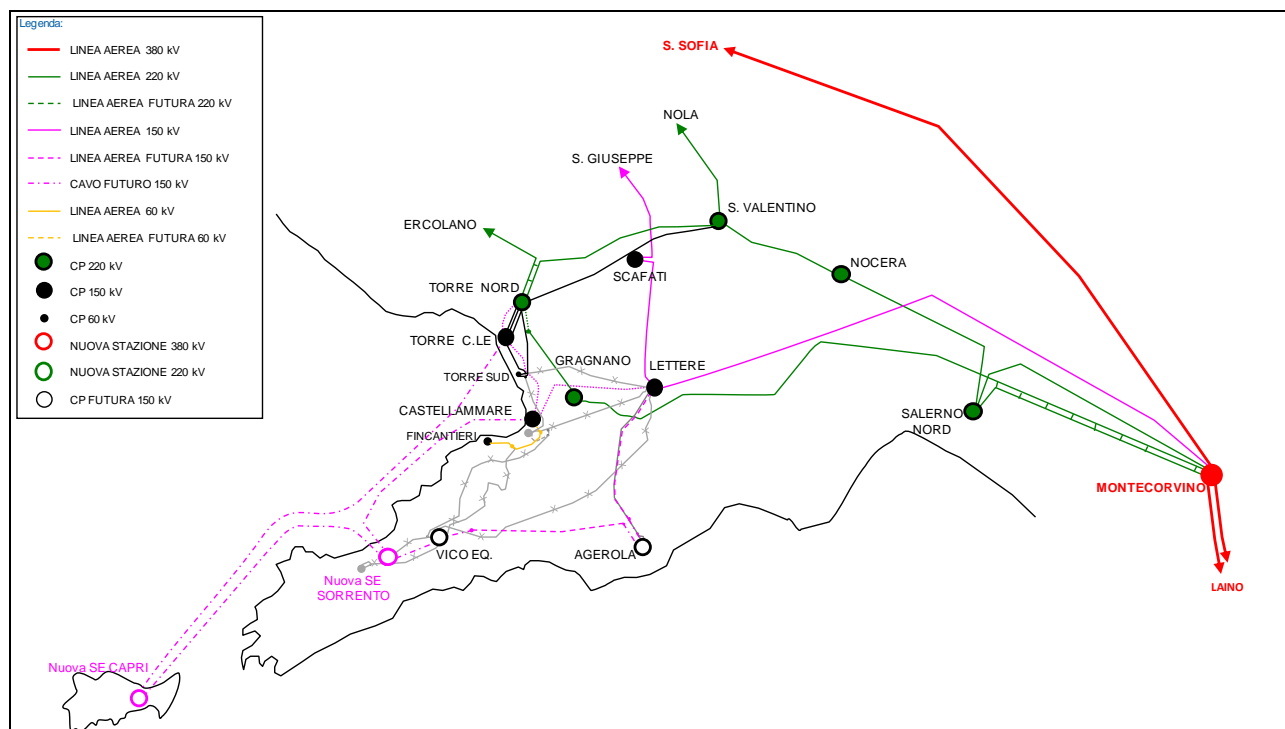 Legenda:
LINEA AEREA 380 kV
LINEA AEREA 220 kV
LINEA AEREA FUTURA 220 kV
LINEA AEREA 150 kV
LINEA AEREA FUTURA 150 kV
CAVO FUTURO 150 kV
LINEA AEREA 60 kV
LINEA AEREA FUTURA 60 kV
CP 220 kV
CP 150 kV
CP 60 kV
NUOVA STAZIONE 380 kV
NUOVA STAZIONE 220 kV
CP FUTURA 150 kV
S. SOFIA
NOLA
S. GIUSEPPE
S. VALENTINO
ERCOLANO
NOCERA
SCAFATI
TORRE NORD
TORRE C.LE
GRAGNANO
LETTERE
TORRE SUD
CASTELLAMMARE
FINCANTIERI
SALERNO
NORD
MONTECORVINO
VICO EQ.
AGEROLA
Nuova SE
SORRENTO
LAINO
Nuova SE CAPRI